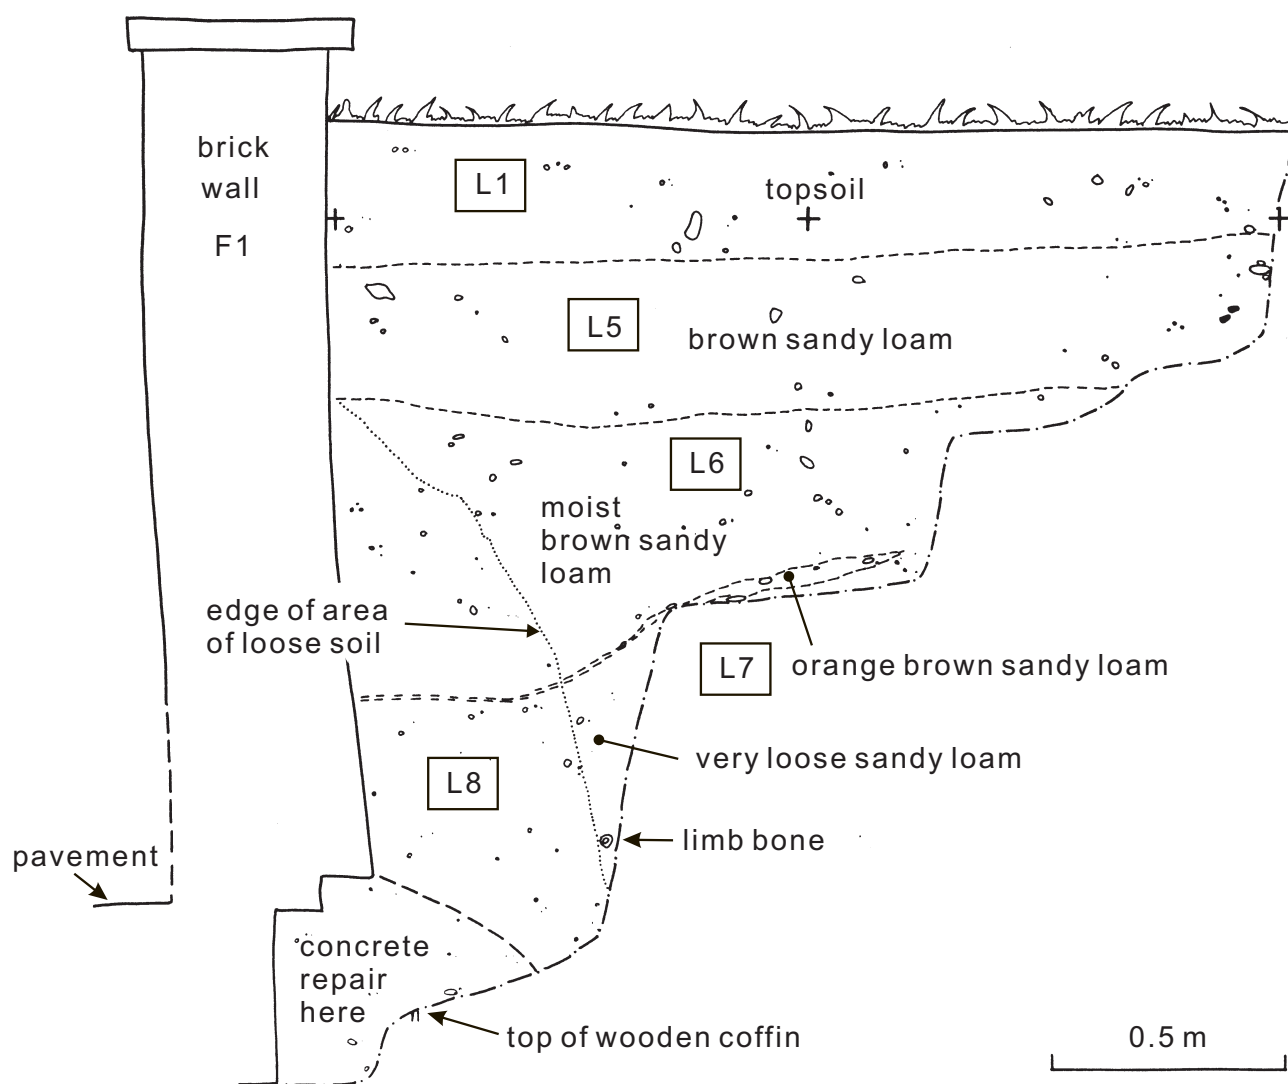 brick
wall
F1
L1
topsoil
L5
brown sandy loam
L6
moist
brown sandy
loam
edge of area
of loose soil
L7
orange brown sandy loam
very loose sandy loam
L8
limb bone
pavement
concrete
repair
here
top of wooden coffin
0.5 m